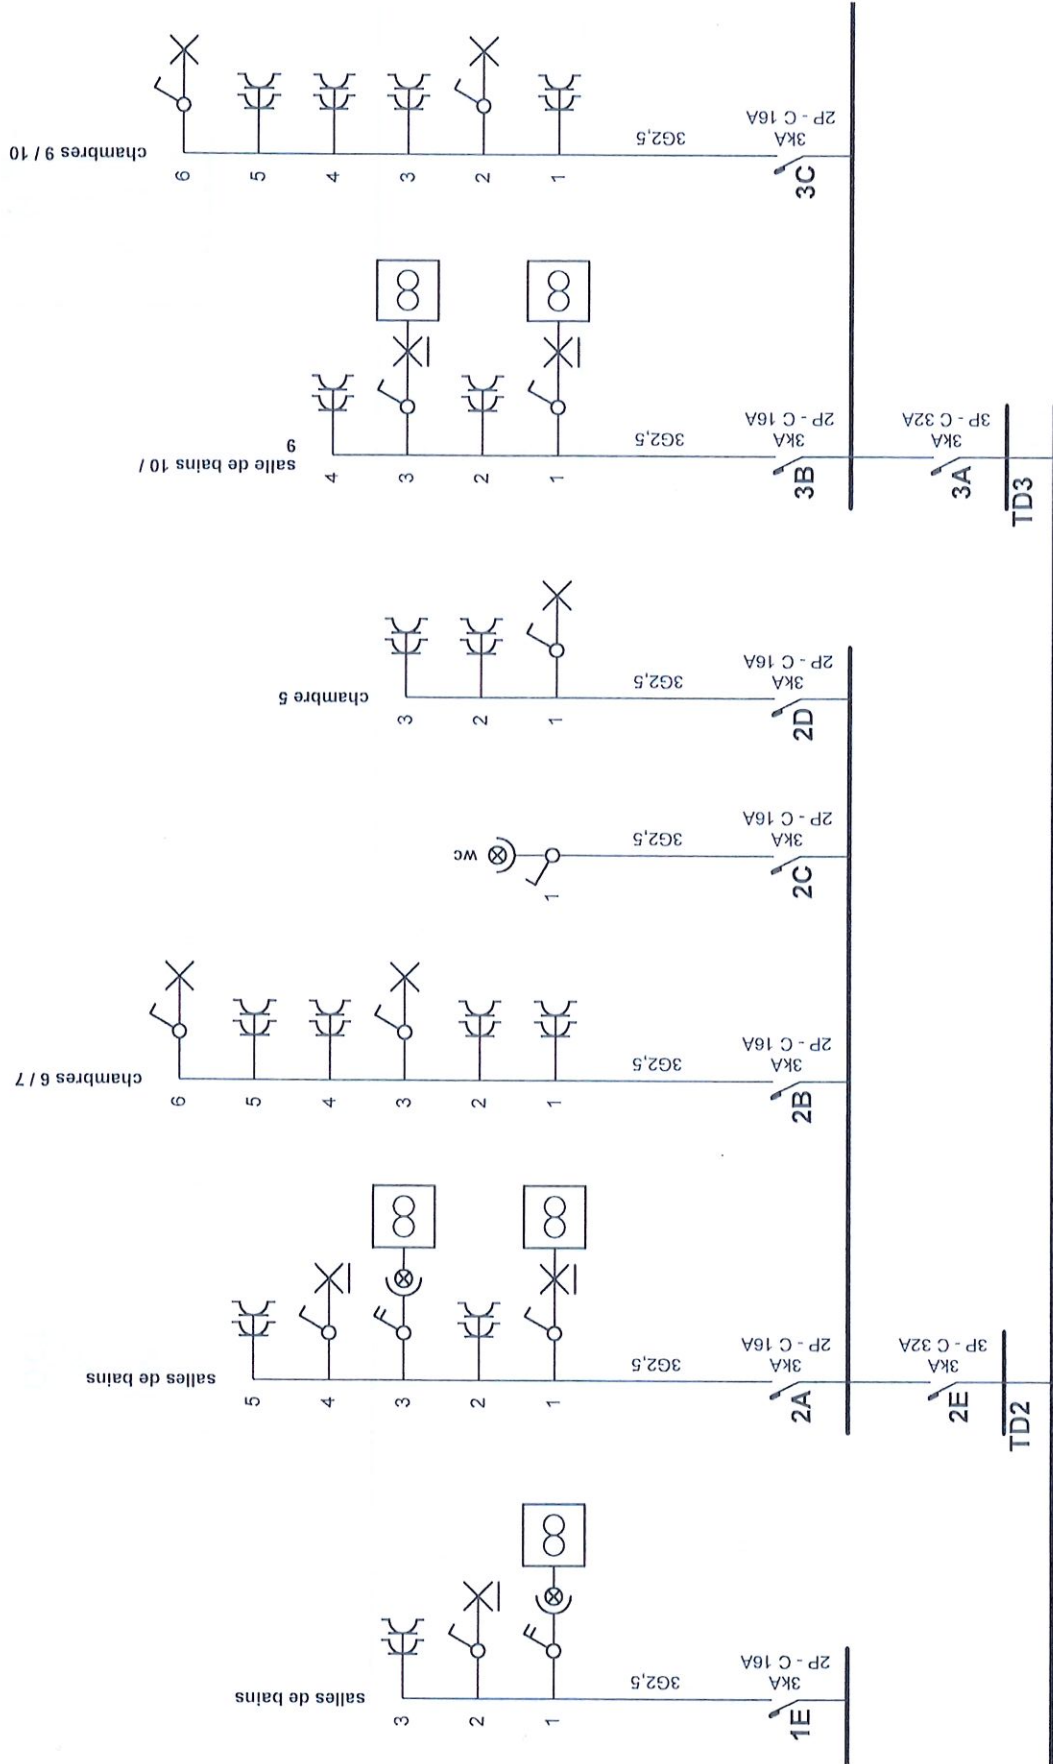 chambres 9 / 10
6
5
4
3
2
1
3G2,5
2P - C 16A
3kA
3C
salle de bains 10 /
9
4
3
2
1
3G2,5
2P - C 16A
3kA
3B
3P - C 32A
3kA
3A
TD3
chambre 5
3
2
1
3G2,5
2P - C 16A
3kA
2D
wc
1
3G2,5
2P - C 16A
3kA
2C
chambres 6 / 7
6
5
4
3
2
1
3G2,5
2P - C 16A
3kA
2B
salles de bains
5
4
3
2
1
3G2,5
2P - C 16A
3kA
2A
3P - C 32A
3kA
2E
TD2
salles de bains
3
2
1
3G2,5
2P - C 16A
3kA
1E